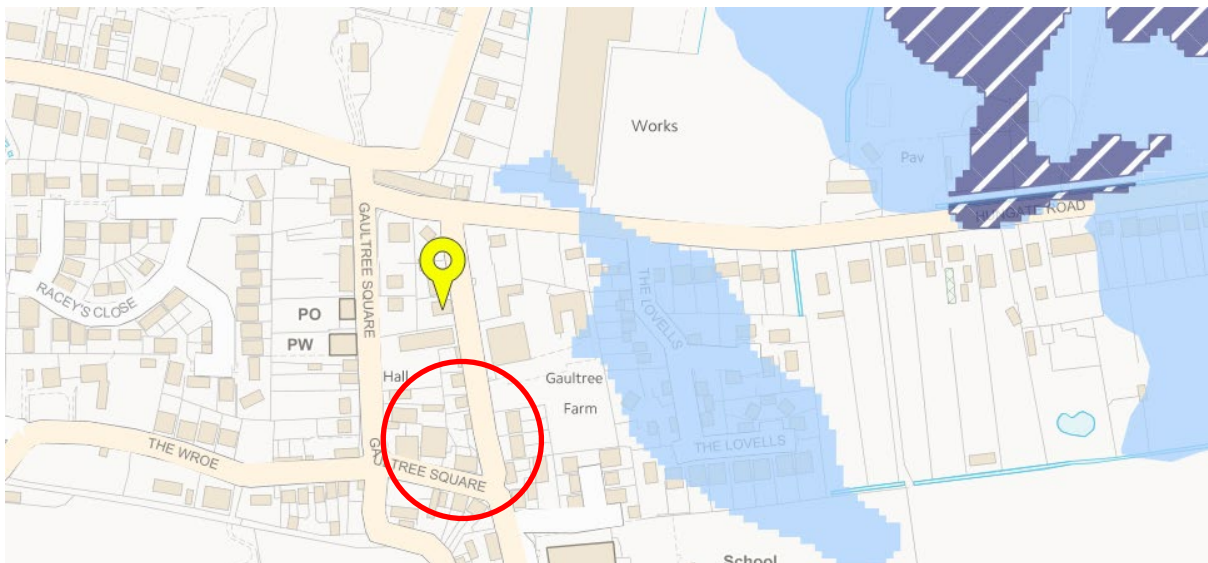 Works
Pav
HUNGATE ROAD
GAULTREE SQUARE
THE LOVELLS
RACEY'S CLOSE
PO
PW
Hall
Gaultree
Farm
THE WROE
GAULTREE SQUARE
THE LOVELLS
School